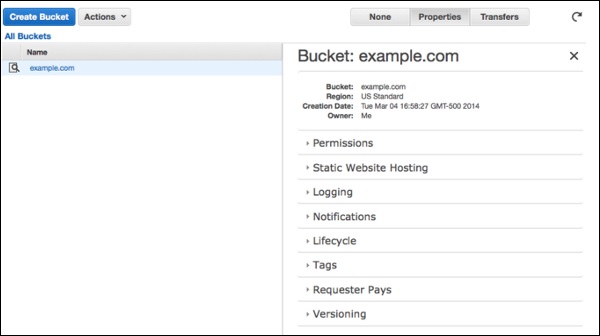 Create Bucket Actions None Properties Transfers
All Buckets
Name
example.com
Bucket: example.com
Bucket: example.com
Region: US Standard
Creation Date: Tue Mar 04 16:58:27 GMT-500 2014
Owner: Me
Permissions
Static Website Hosting
Logging
Notifications
Lifecycle
Tags
Requester Pays
Versioning